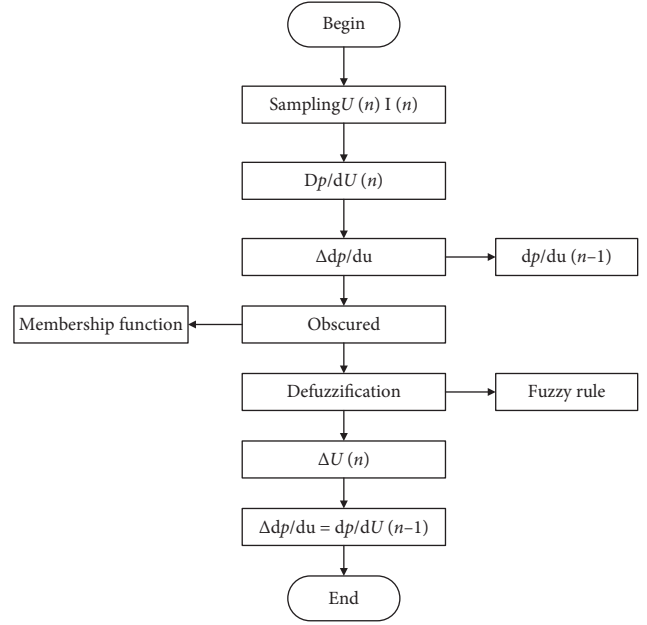 Begin
SamplingU (n) I (n)
Dp/dU (n)
Δdp/du
dp/du (n–1)
Membership function
Obscured
Defuzzification
Fuzzy rule
ΔU (n)
Δdp/du = dp/dU (n–1)
End